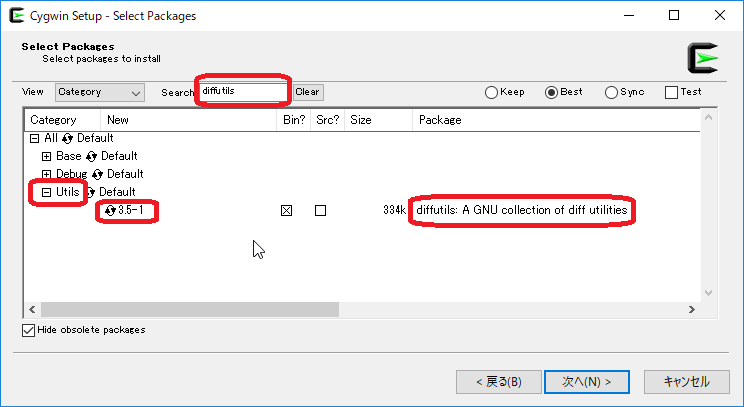 Cygwin Setup - Select Packages
Select Packages
Select packages to install
View Category Search diffutils Clear Keep Best Sync Test
Category New Bin? Src? Size Package
All Default
Base Default
Debug Default
Utils Default
3.5-1 334k diffutils: A GNU collection of diff utilities
Hide obsolete packages
< 戻る(B) 次へ(N) > キャンセル